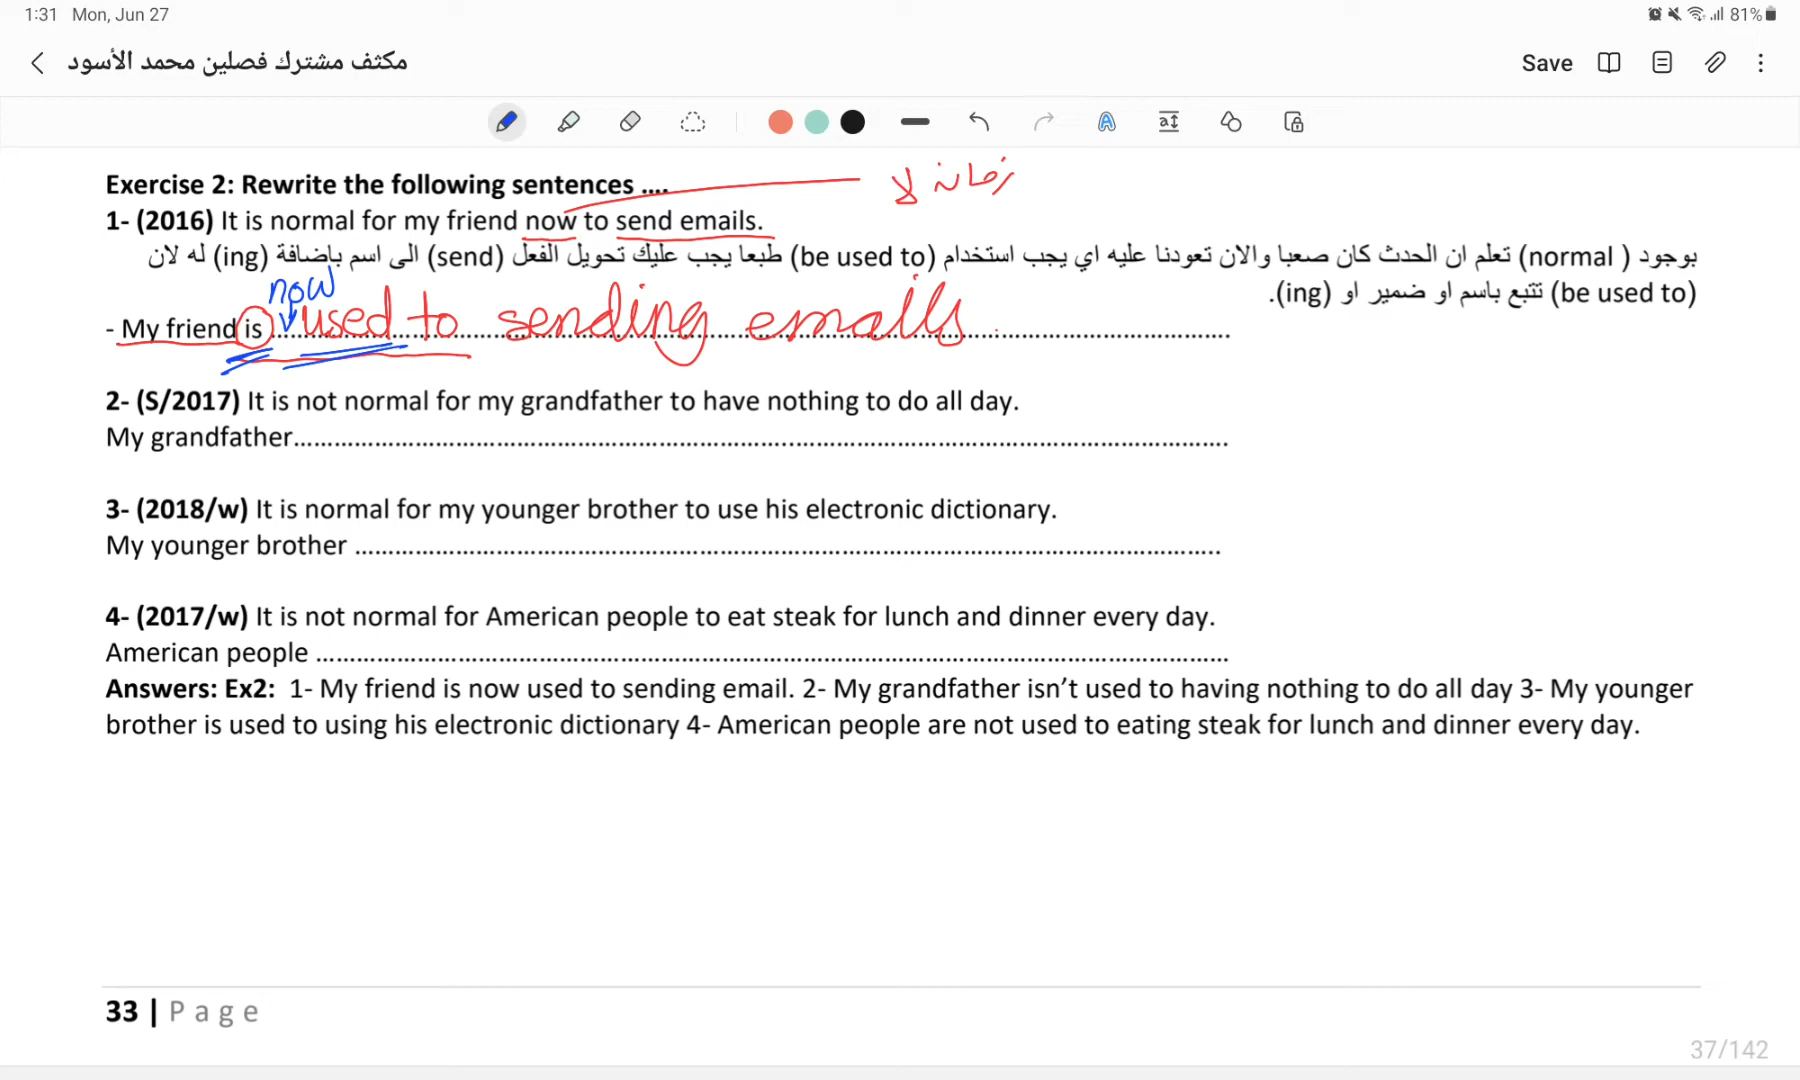 1:31 Mon, Jun 27
81%
مكثف مشترك فصلين محمد الأسود
Save
Exercise 2: Rewrite the following sentences ....
1- (2016) It is normal for my friend now to send emails.
بوجود ( normal) تعلم ان الحدث كان صعبا والان تعودنا عليه اي يجب استخدام (be used to) طبعا يجب عليك تحويل الفعل (send) الى اسم بإضافة (ing) له لان
(be used to) تتبع باسم او ضمير او (ing).
now
- My friend is used to sending emails.
2- (S/2017) It is not normal for my grandfather to have nothing to do all day.
My grandfather……………………………………………………………………………………………………………………….
3- (2018/w) It is normal for my younger brother to use his electronic dictionary.
My younger brother …………………………………………………………………………………………………………………..
4- (2017/w) It is not normal for American people to eat steak for lunch and dinner every day.
American people ………………………………………………………………………………………………………………………
Answers: Ex2: 1- My friend is now used to sending email. 2- My grandfather isn’t used to having nothing to do all day 3- My younger
brother is used to using his electronic dictionary 4- American people are not used to eating steak for lunch and dinner every day.
33 | P a g e
37/142